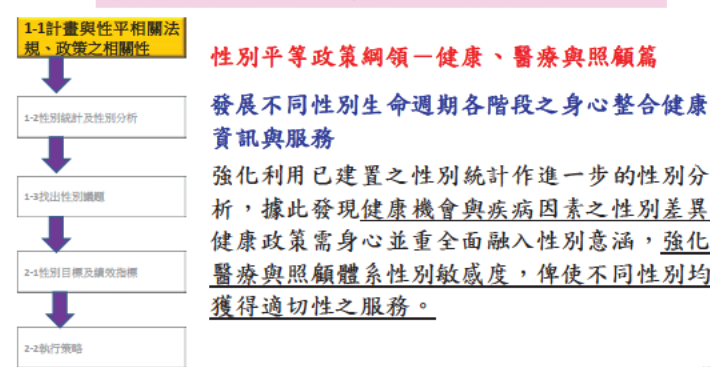 1-1計畫與性平相關法
規、政策之相關性
1-2性別統計及性別分析
1-3找出性別議題
2-1性別目標及績效指標
2-2執行策略
性別平等政策綱領－健康、醫療與照顧篇
發展不同性別生命週期各階段之身心整合健康
資訊與服務
強化利用已建置之性別統計作進一步的性別分
析，據此發現健康機會與疾病因素之性別差異
健康政策需身心並重全面融入性別意涵，強化
醫療與照顧體系性別敏感度，俾使不同性別均
獲得適切性之服務。